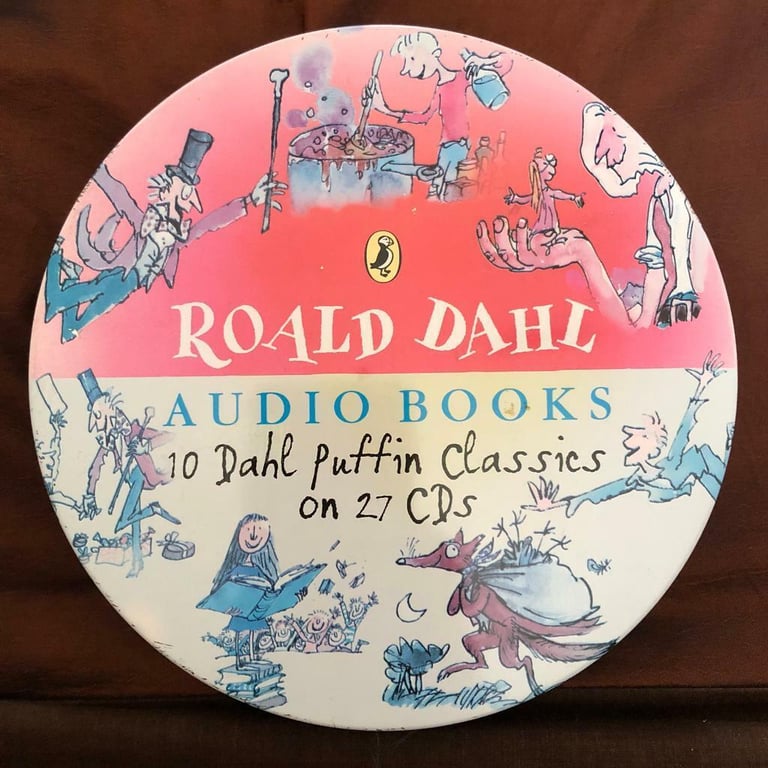 ROALD DAHL
AUDIO BOOKS
10 Dahl Puffin Classics
on 27 CDs